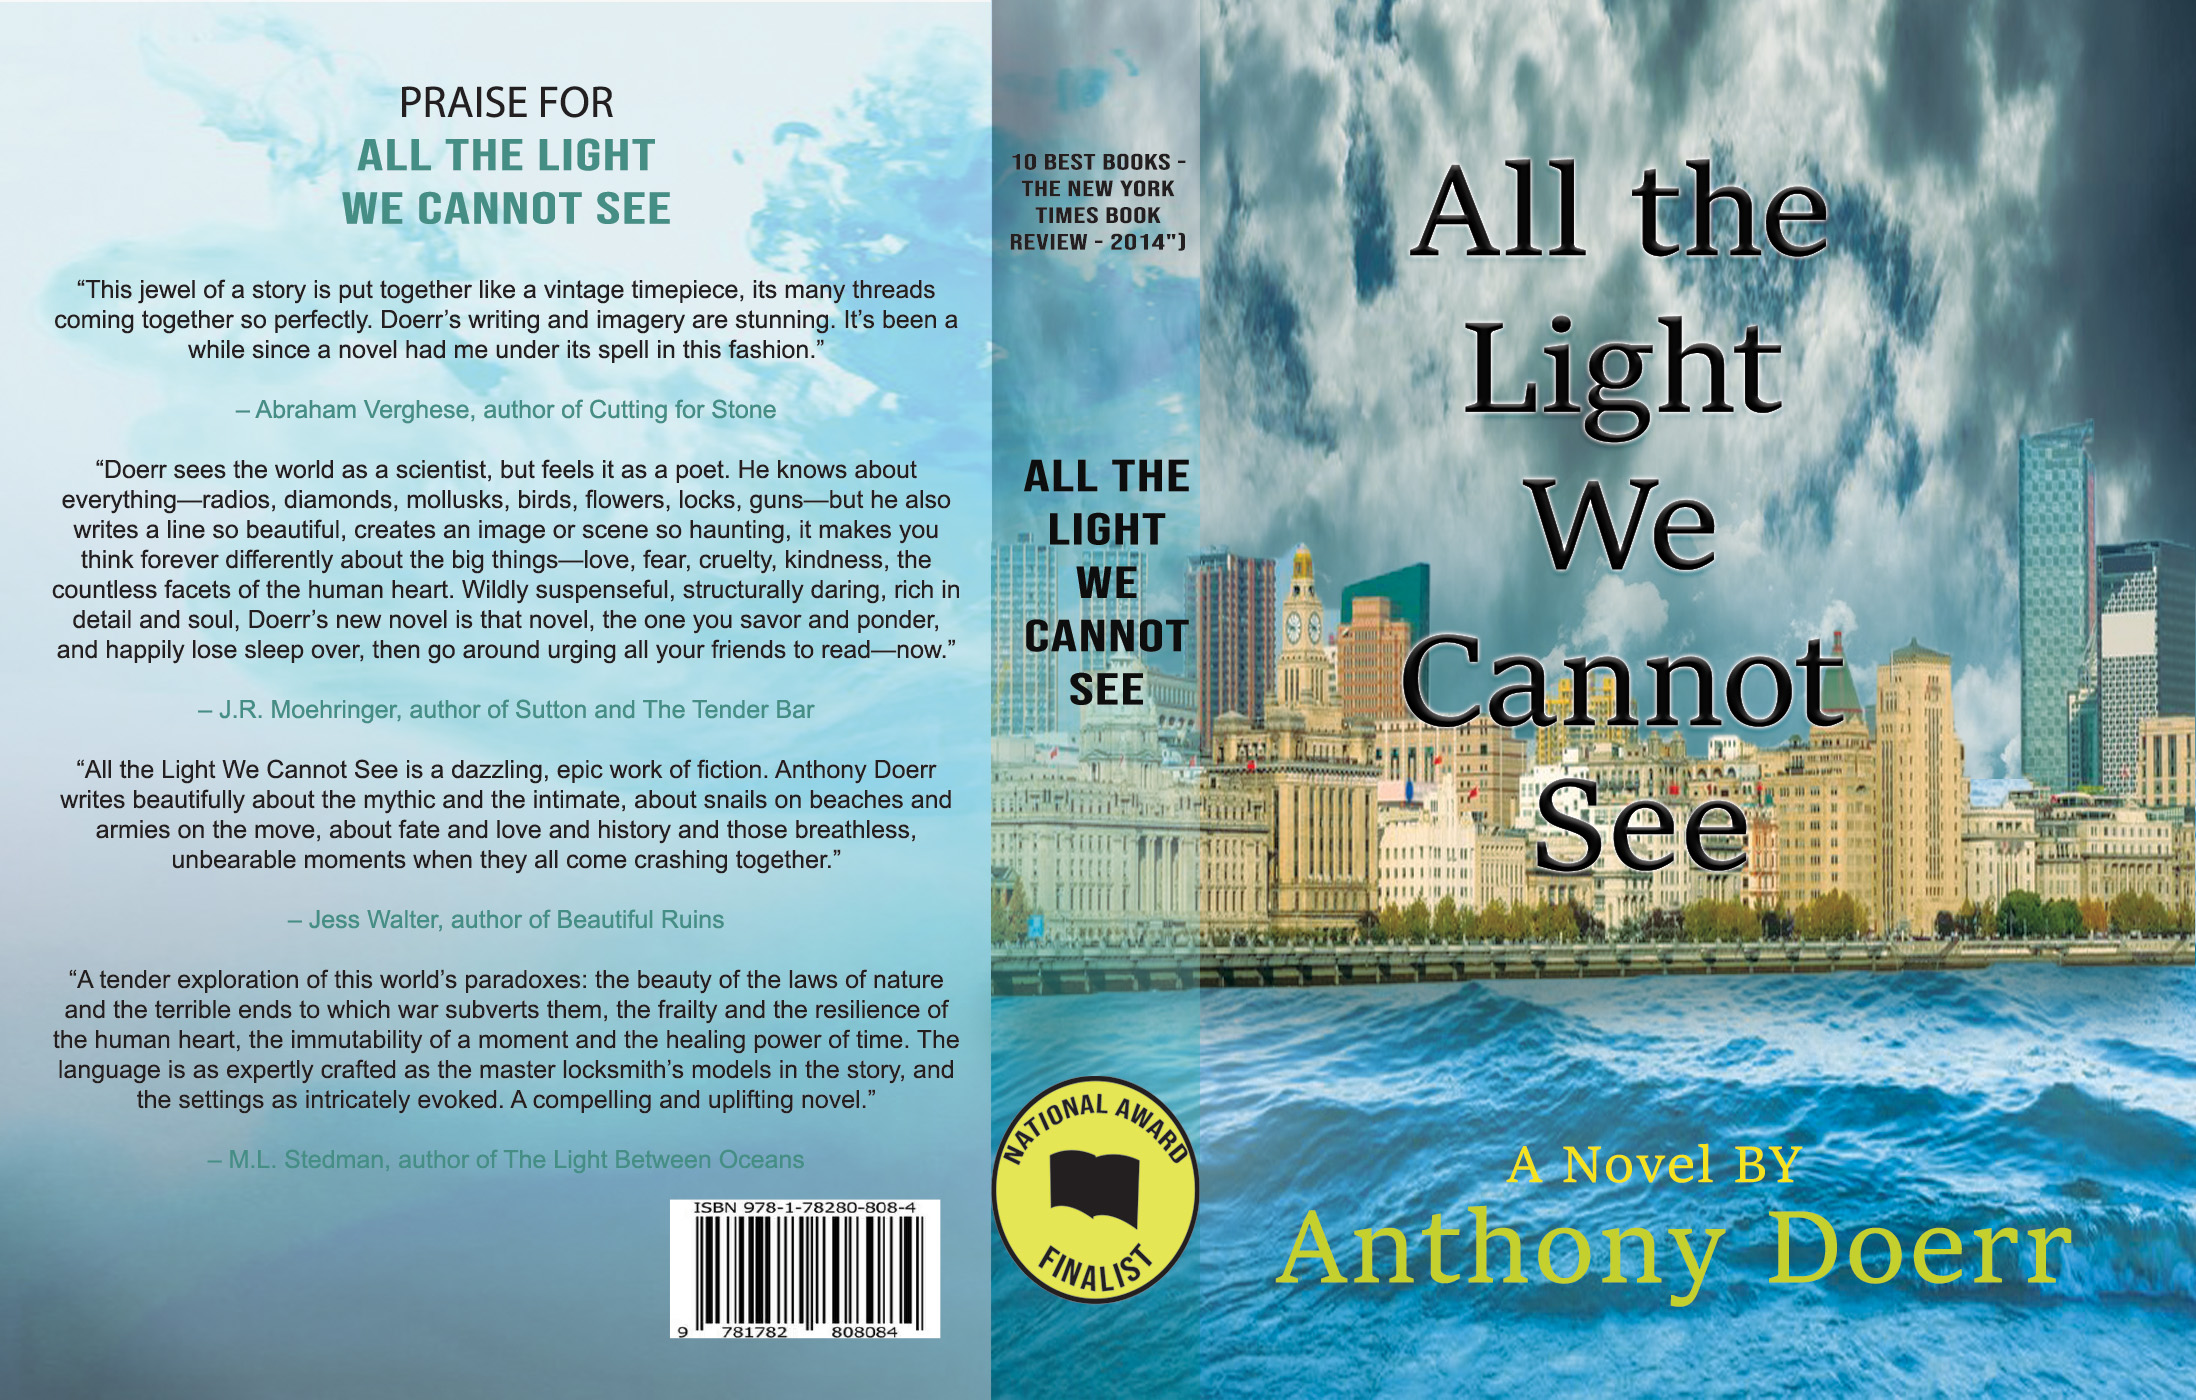 PRAISE FOR
ALL THE LIGHT
WE CANNOT SEE
“This jewel of a story is put together like a vintage timepiece, its many threads
coming together so perfectly. Doerr’s writing and imagery are stunning. It’s been a
while since a novel had me under its spell in this fashion.”
– Abraham Verghese, author of Cutting for Stone
“Doerr sees the world as a scientist, but feels it as a poet. He knows about
everything—radios, diamonds, mollusks, birds, flowers, locks, guns—but he also
writes a line so beautiful, creates an image or scene so haunting, it makes you
think forever differently about the big things—love, fear, cruelty, kindness, the
countless facets of the human heart. Wildly suspenseful, structurally daring, rich in
detail and soul, Doerr’s new novel is that novel, the one you savor and ponder,
and happily lose sleep over, then go around urging all your friends to read—now.”
– J.R. Moehringer, author of Sutton and The Tender Bar
“All the Light We Cannot See is a dazzling, epic work of fiction. Anthony Doerr
writes beautifully about the mythic and the intimate, about snails on beaches and
armies on the move, about fate and love and history and those breathless,
unbearable moments when they all come crashing together.”
– Jess Walter, author of Beautiful Ruins
“A tender exploration of this world’s paradoxes: the beauty of the laws of nature
and the terrible ends to which war subverts them, the frailty and the resilience of
the human heart, the immutability of a moment and the healing power of time. The
language is as expertly crafted as the master locksmith’s models in the story, and
the settings as intricately evoked. A compelling and uplifting novel.”
– M.L. Stedman, author of The Light Between Oceans
ISBN 978-1-78280-808-4
9 781782 808084
10 BEST BOOKS -
THE NEW YORK
TIMES BOOK
REVIEW - 2014")
ALL THE
LIGHT
WE
CANNOT
SEE
NATIONAL AWARD
FINALIST
All the
Light
We
Cannot
See
A Novel BY
Anthony Doerr